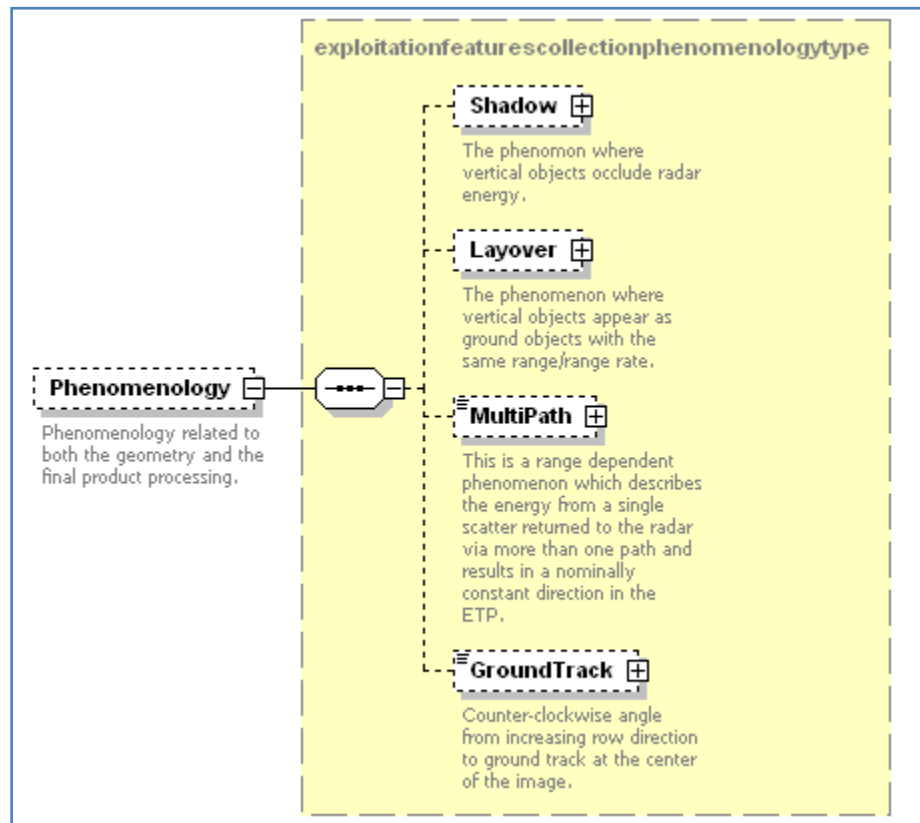 exploitationfeaturescollectionphenomenologytype
Shadow
The phenomon where
vertical objects occlude radar
energy.
Layover
The phenomenon where
vertical objects appear as
ground objects with the
same range/range rate.
Phenomenology
Phenomenology related to
both the geometry and the
final product processing.
MultiPath
This is a range dependent
phenomenon which describes
the energy from a single
scatter returned to the radar
via more than one path and
results in a nominally
constant direction in the
ETP.
GroundTrack
Counter-clockwise angle
from increasing row direction
to ground track at the center
of the image.